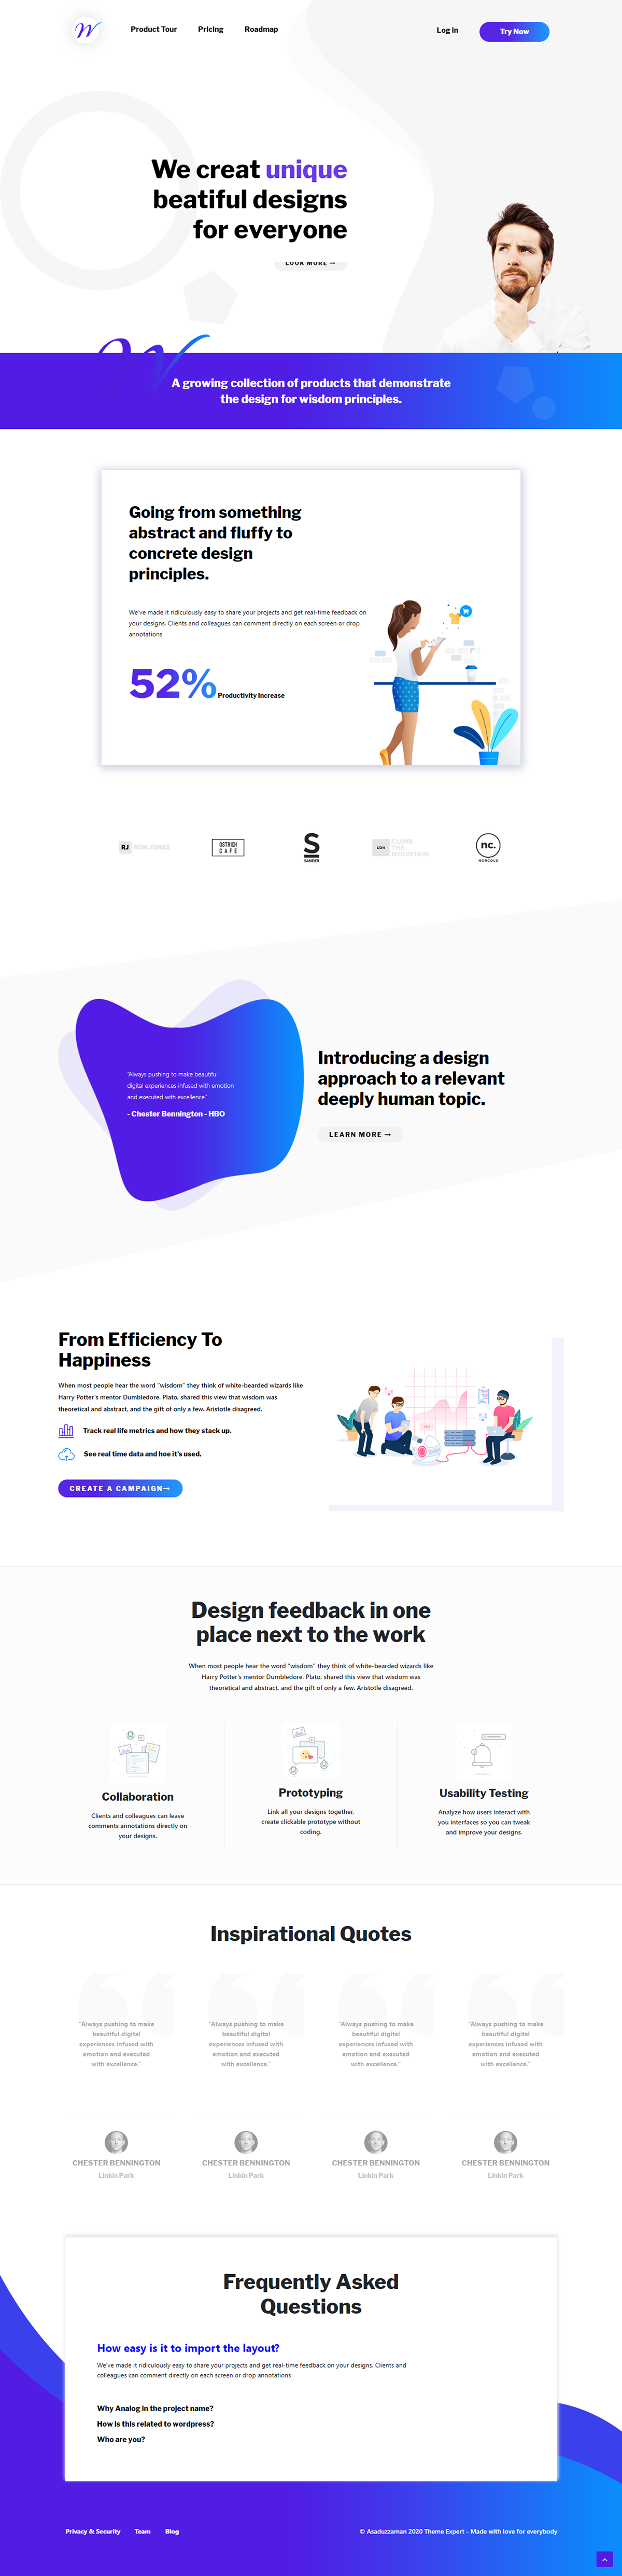 W
Product Tour
Pricing
Roadmap
Log in
Try Now
We creat unique
beatiful designs
for everyone
LOOK MORE →
W
A growing collection of products that demonstrate
the design for wisdom principles.
Going from something
abstract and fluffy to
concrete design
principles.
We've made it ridiculously easy to share your projects and get real-time feedback on
your designs. Clients and colleagues can comment directly on each screen or drop
annotations
52% Productivity Increase
RJ RON JONES
OSTRICH
CAFE
S
SANDER
ctm
CLIMB
THE
MOUNTAIN
nc.
NORCOLD
"Always pushing to make beautiful
digital experiences infused with emotion
and executed with excellence."
- Chester Bennington - HBO
Introducing a design
approach to a relevant
deeply human topic.
LEARN MORE →
From Efficiency To
Happiness
When most people hear the word "wisdom" they think of white-bearded wizards like
Harry Potter's mentor Dumbledore. Plato, shared this view that wisdom was
theoretical and abstract, and the gift of only a few. Aristotle disagreed.
Track real life metrics and how they stack up.
See real time data and hoe it's used.
CREATE A CAMPAIGN→
Design feedback in one
place next to the work
When most people hear the word "wisdom" they think of white-bearded wizards like
Harry Potter's mentor Dumbledore. Plato, shared this view that wisdom was
theoretical and abstract, and the gift of only a few. Aristotle disagreed.
Collaboration
Clients and colleagues can leave
comments annotations directly on
your designs.
Prototyping
Link all your designs together,
create clickable prototype without
coding.
Usability Testing
Analyze how users interact with
you interfaces so you can tweak
and improve your designs.
Inspirational Quotes
"Always pushing to make
beautiful digital
experiences infused with
emotion and executed
with excellence."
CHESTER BENNINGTON
Linkin Park
"Always pushing to make
beautiful digital
experiences infused with
emotion and executed
with excellence."
CHESTER BENNINGTON
Linkin Park
"Always pushing to make
beautiful digital
experiences infused with
emotion and executed
with excellence."
CHESTER BENNINGTON
Linkin Park
"Always pushing to make
beautiful digital
experiences infused with
emotion and executed
with excellence."
CHESTER BENNINGTON
Linkin Park
Frequently Asked
Questions
How easy is it to import the layout?
We've made it ridiculously easy to share your projects and get real-time feedback on your designs. Clients and
colleagues can comment directly on each screen or drop annotations
Why Analog in the project name?
How is this related to wordpress?
Who are you?
Privacy & Security
Team
Blog
© Asaduzzaman 2020 Theme Expert - Made with love for everybody